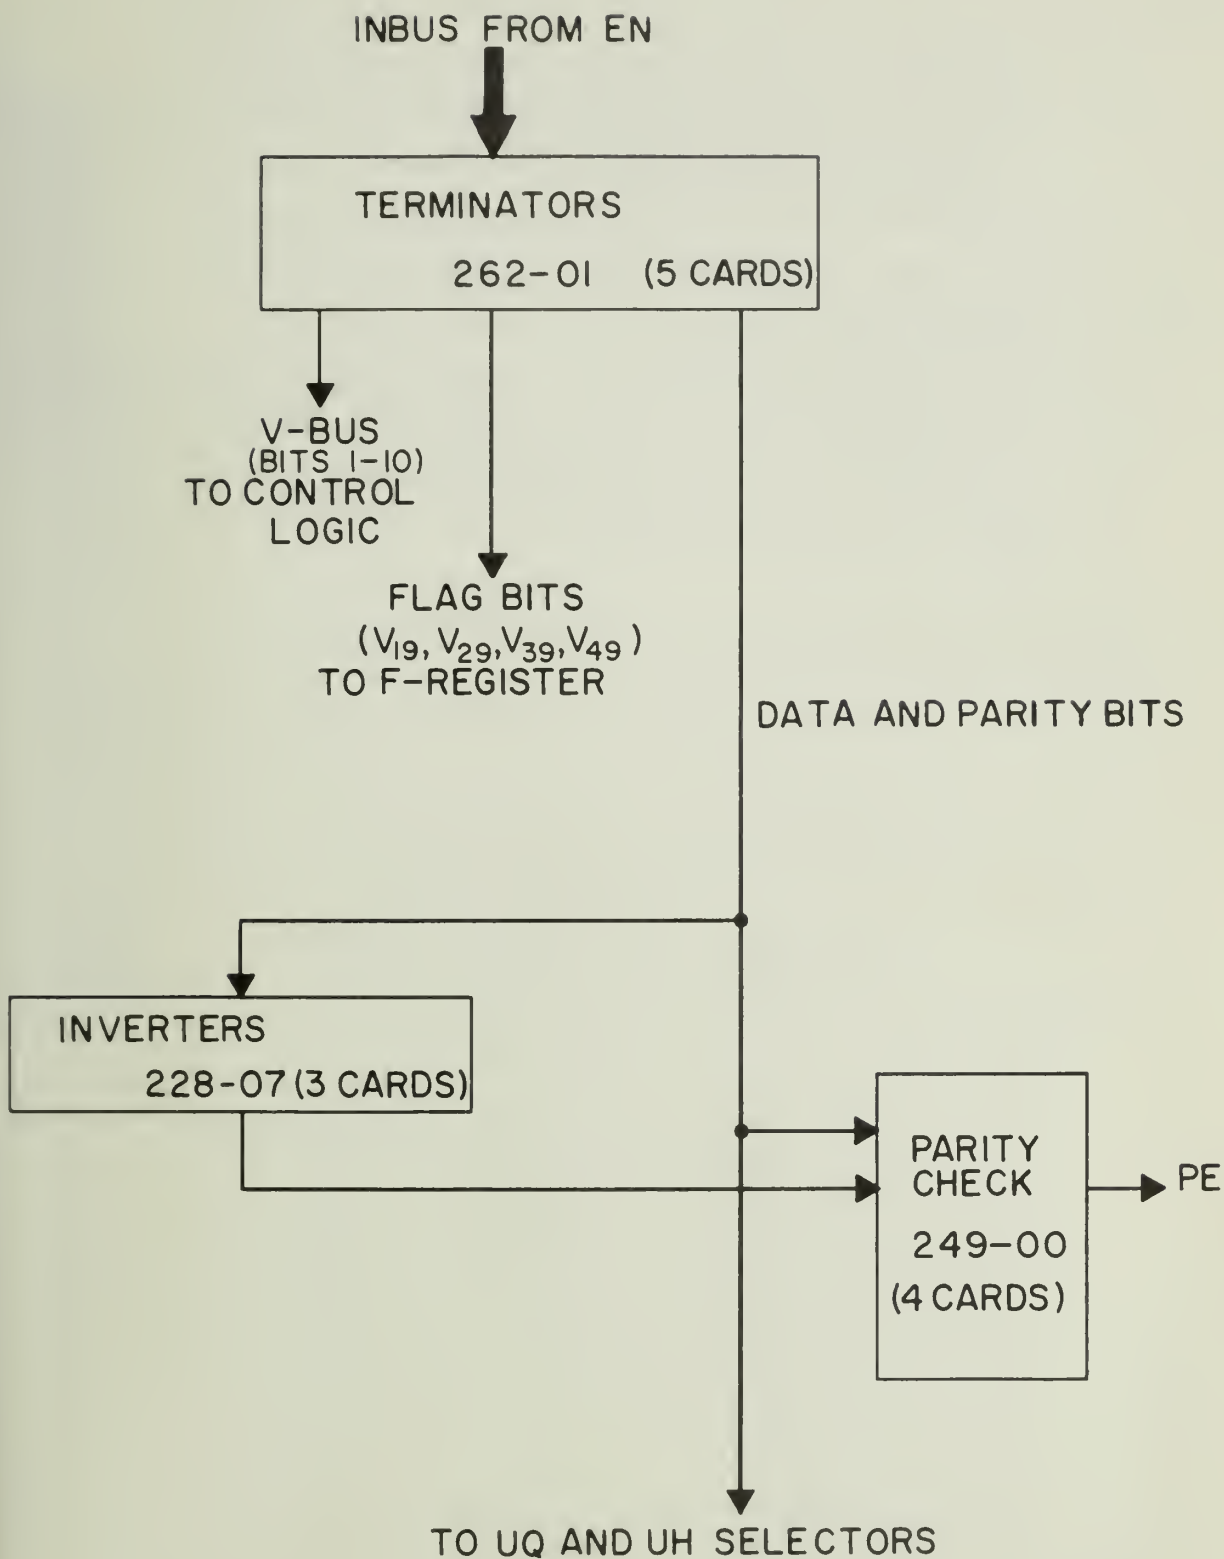 INBUS FROM EN
TERMINATORS
262-01 (5 CARDS)
V-BUS
(BITS 1-10)
TO CONTROL
LOGIC
FLAG BITS
(V19, V29, V39, V49)
TO F-REGISTER
DATA AND PARITY BITS
INVERTERS
228-07 (3 CARDS)
PARITY
CHECK
249-00
(4 CARDS)
PE
TO UQ AND UH SELECTORS